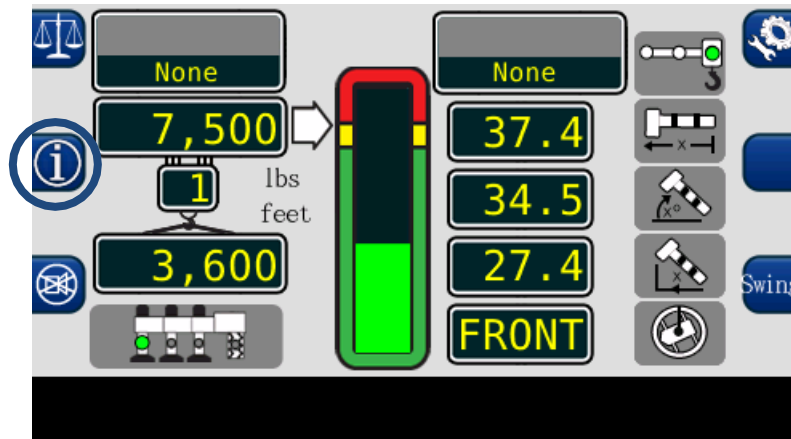 None
7,500
1
lbs
feet
3,600
None
37.4
34.5
27.4
FRONT
i
x
x°
x
Swing